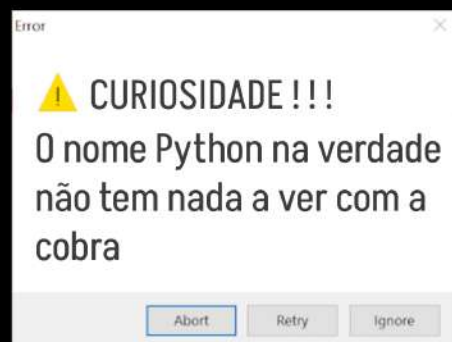 Error
CURIOSIDADE ! ! !
O nome Python na verdade
não tem nada a ver com a
cobra
Abort Retry Ignore